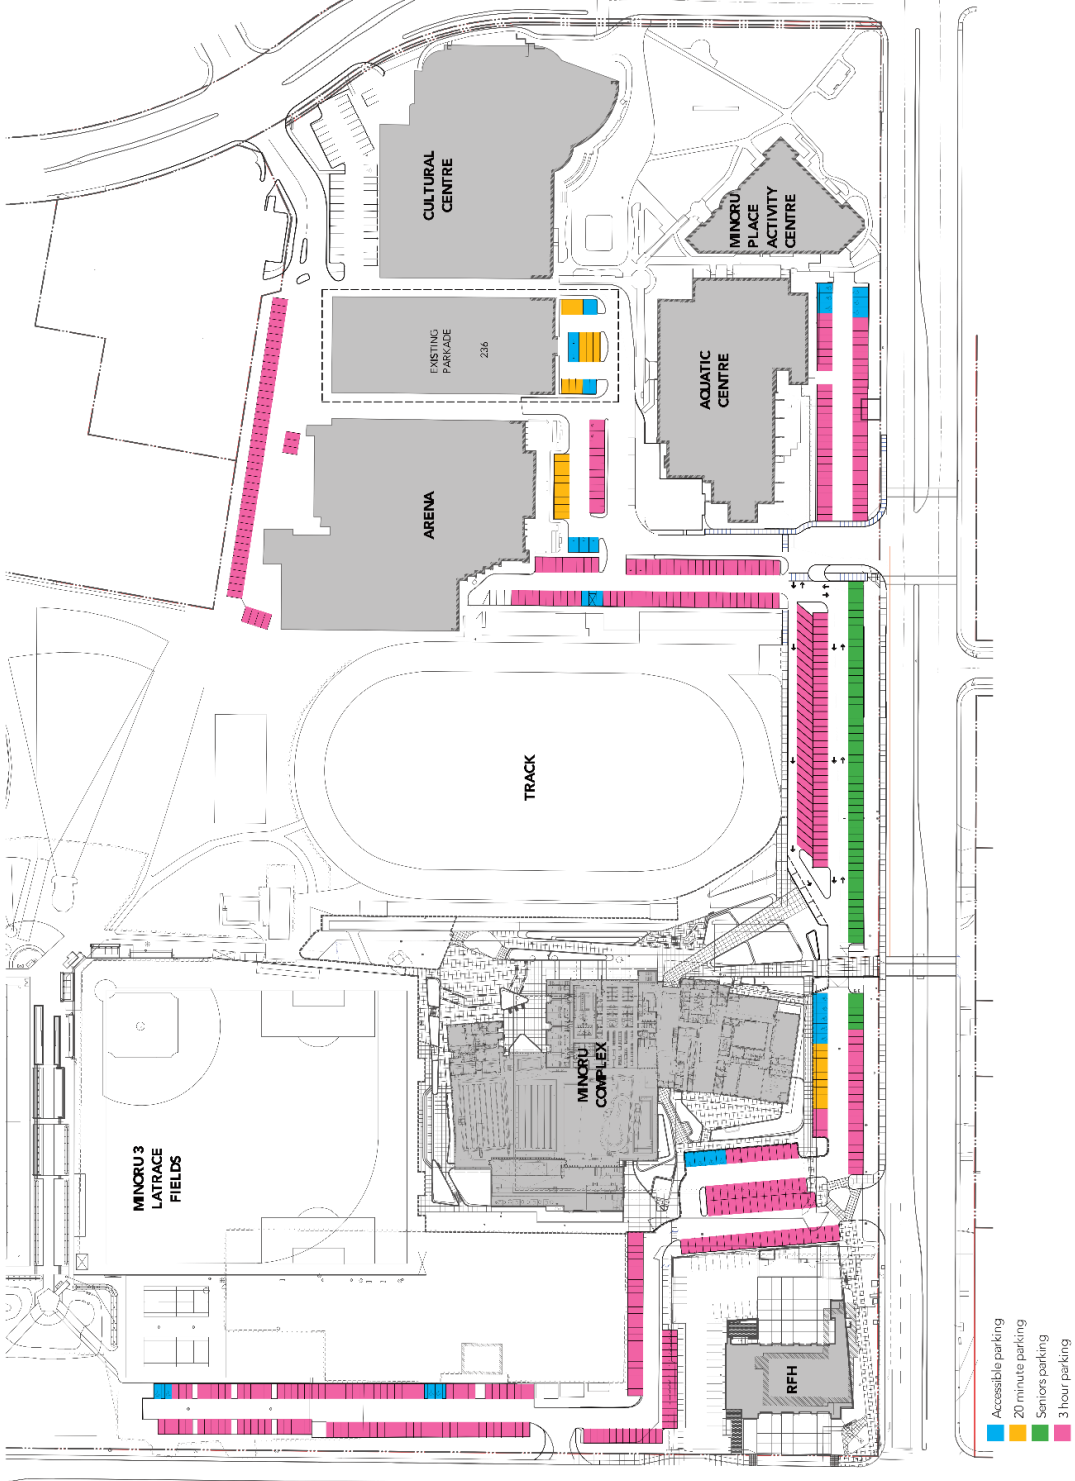 CULTURAL
CENTRE
MINORU
PLACE
ACTIVITY
CENTRE
EXISTING
PARKADE
236
AQUATIC
CENTRE
ARENA
TRACK
MINORU
COMPLEX
MINORU 3
LATRACE
FIELDS
RFH
Accessible parking
20 minute parking
Seniors parking
3 hour parking